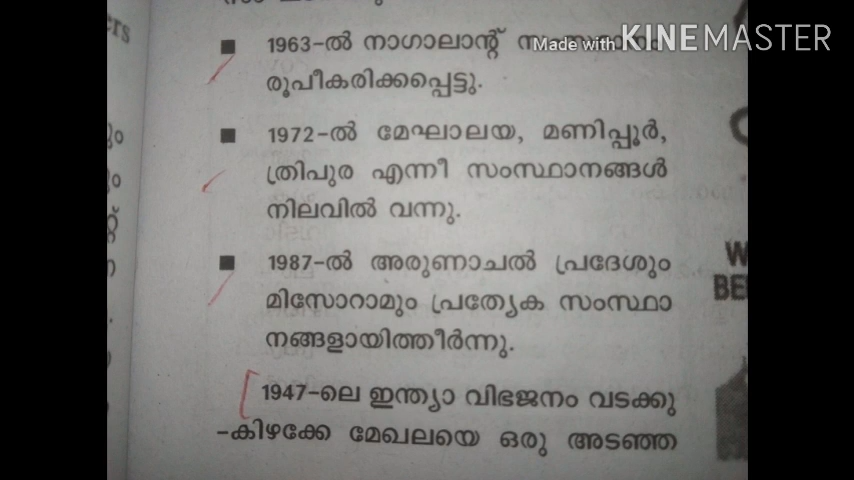 Made with KINEMASTER
1963-ൽ നാഗാലാന്റ്
രൂപീകരിക്കപ്പെട്ടു.
1972-ൽ മേഘാലയ, മണിപ്പൂർ,
ത്രിപുര എന്നീ സംസ്ഥാനങ്ങൾ
നിലവിൽ വന്നു.
1987-ൽ അരുണാചൽ പ്രദേശും
മിസോറാമും പ്രത്യേക സംസ്ഥാ
നങ്ങളായിത്തീർന്നു.
1947-ലെ ഇന്ത്യാ വിഭജനം വടക്കു
-കിഴക്കേ മേഖലയെ ഒരു അടഞ്ഞ